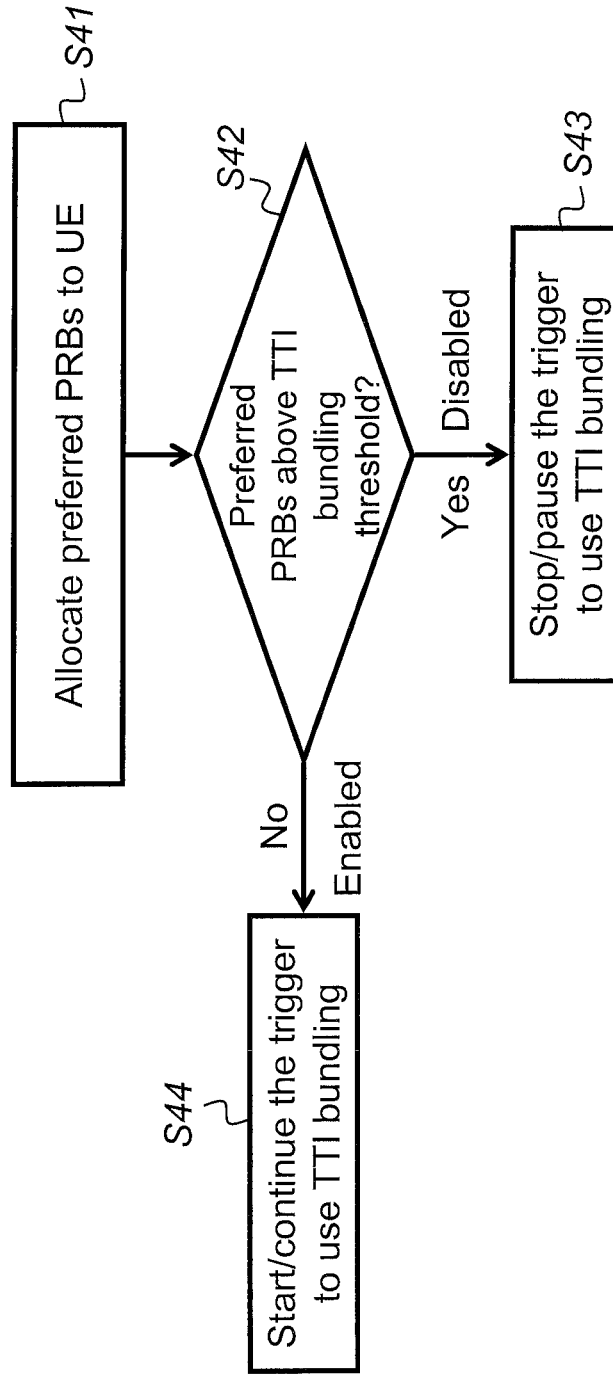 Allocate preferred PRBs to UE
S41
Preferred
PRBs above TTI
bundling
threshold?
S42
No
Enabled
Yes
Disabled
S44
Start/continue the trigger
to use TTI bundling
Stop/pause the trigger
to use TTI bundling
S43